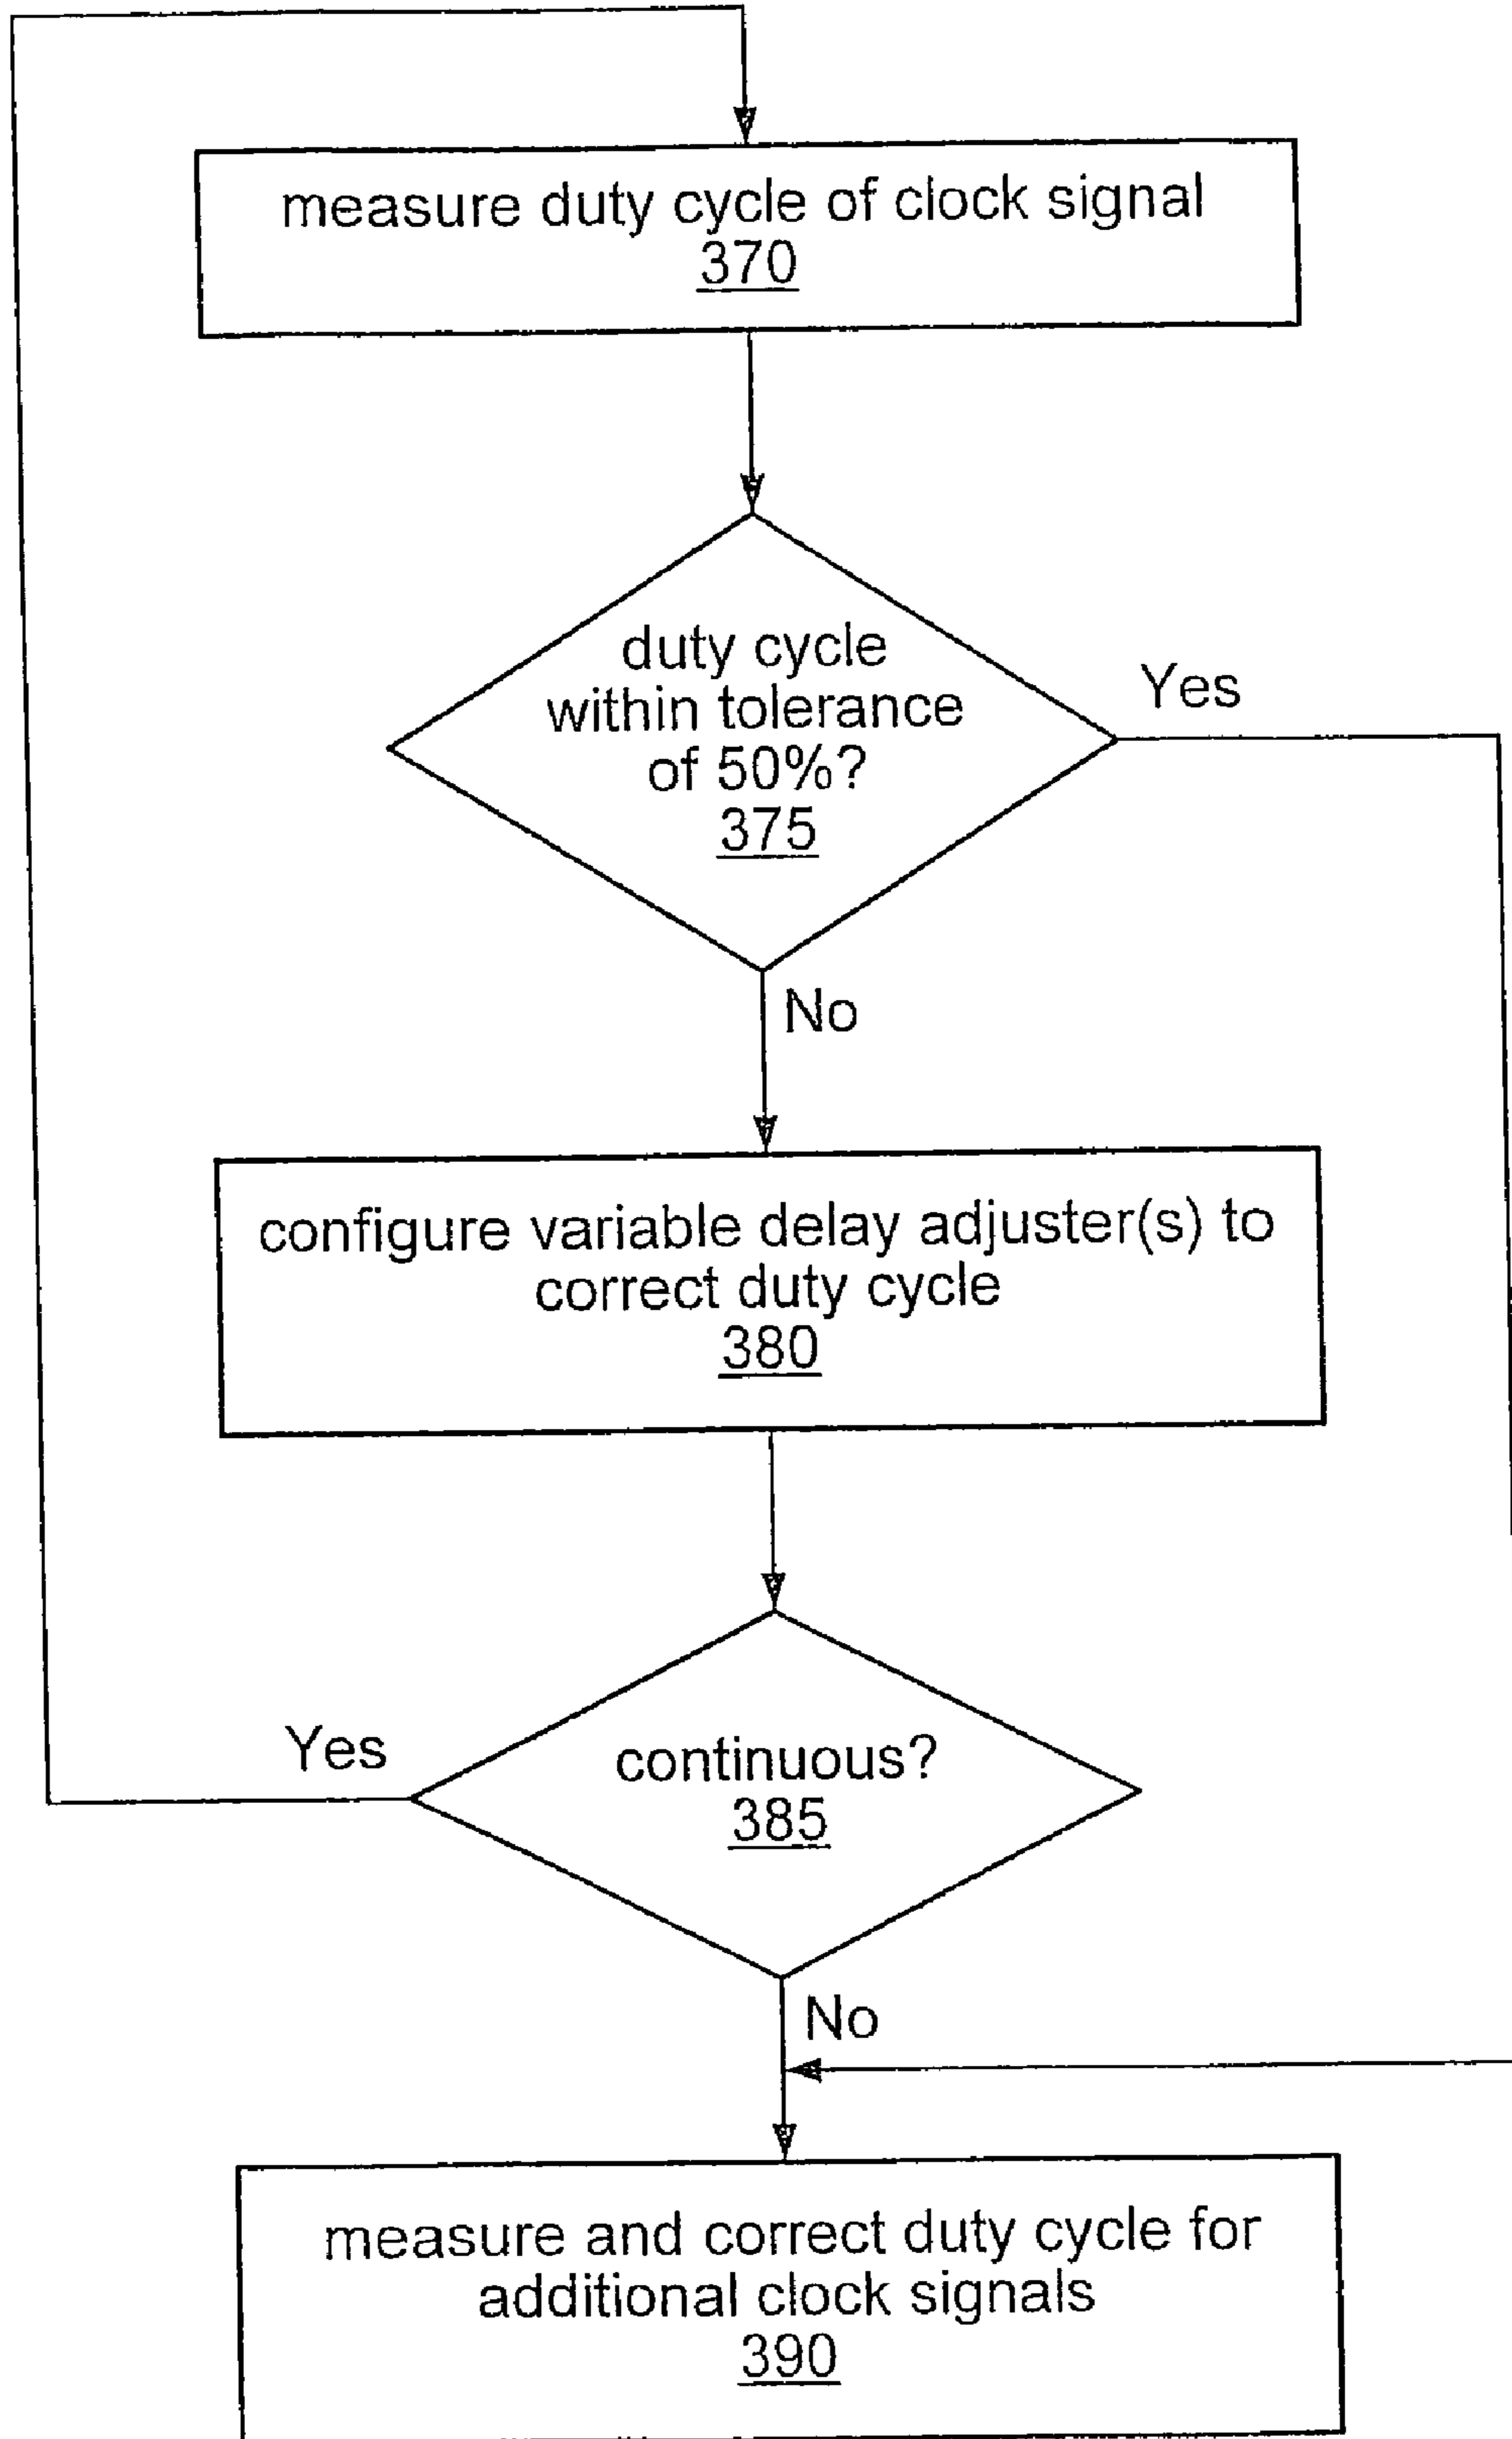 measure duty cycle of clock signal
370
duty cycle
within tolerance
of 50%?
375
Yes
No
configure variable delay adjuster(s) to
correct duty cycle
380
continuous?
385
Yes
No
measure and correct duty cycle for
additional clock signals
390